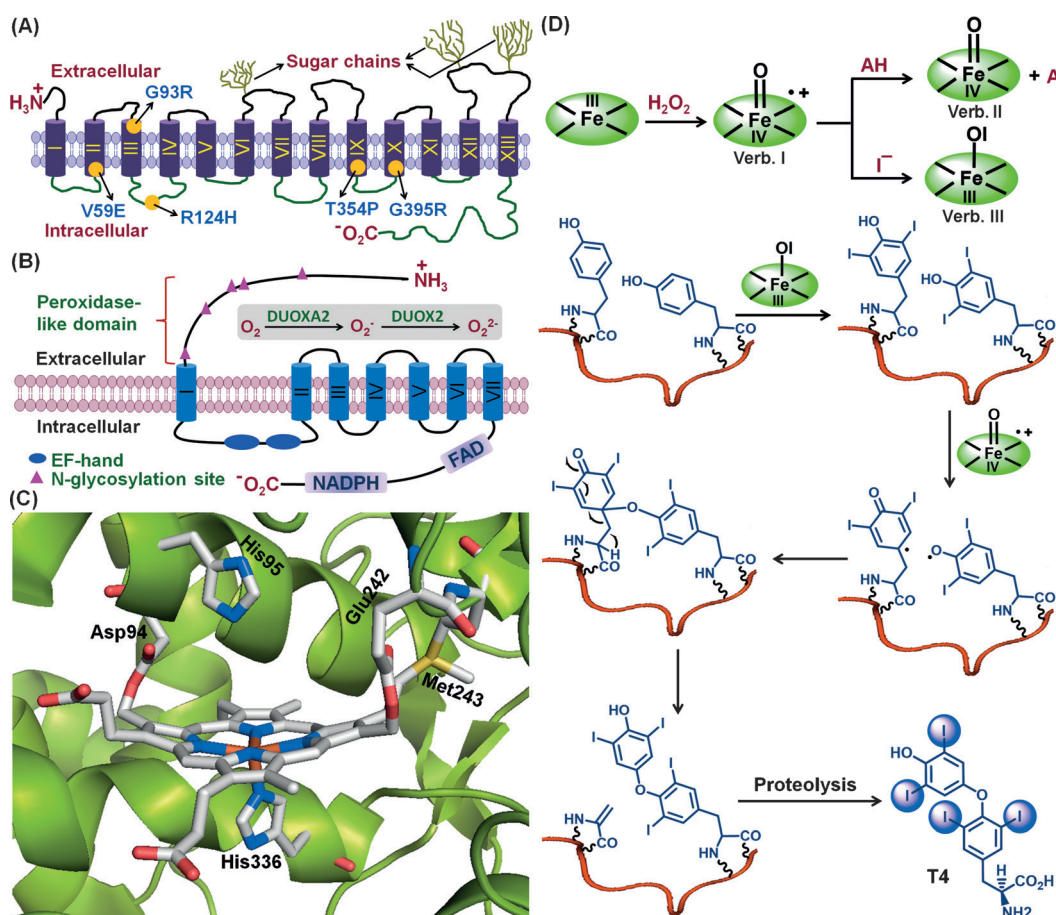 (A)
Sugar chains
Extracellular
H3N+
G93R
I II III IV V VI VII VIII IX X XI XII XIIII
V59E
R124H
T354P
G395R
Intracellular
−O2C
(B)
Peroxidase-
like domain
+
NH3
DUOXA2 DUOX2
O2 O2- O22-
Extracellular
I II III IV V VI VII
Intracellular
EF-hand
N-glycosylation site
FAD
−O2C NADPH
(C)
His95
Glu242
Asp94
Met243
His336
(D)
III
Fe
H2O2
O
Fe
IV
•+
Verb. I
AH
O
Fe
IV
+ A
Verb. II
I−
OI
Fe
III
Verb. III
HO
HN
CO
HO
HN
CO
OI
Fe
III
HO
I
I
HN
CO
I
HO
I
HN
CO
O
Fe
IV
•+
O
I
I
O
I
I
HN
H
CO
HN
CO
O
I
I
•
HN
CO
•
O
I
I
HN
CO
HO
I
I
O
I
I
HN
CO
HN
CO
Proteolysis
I
HO
I
O
I
I
T4
H
CO2H
NH2